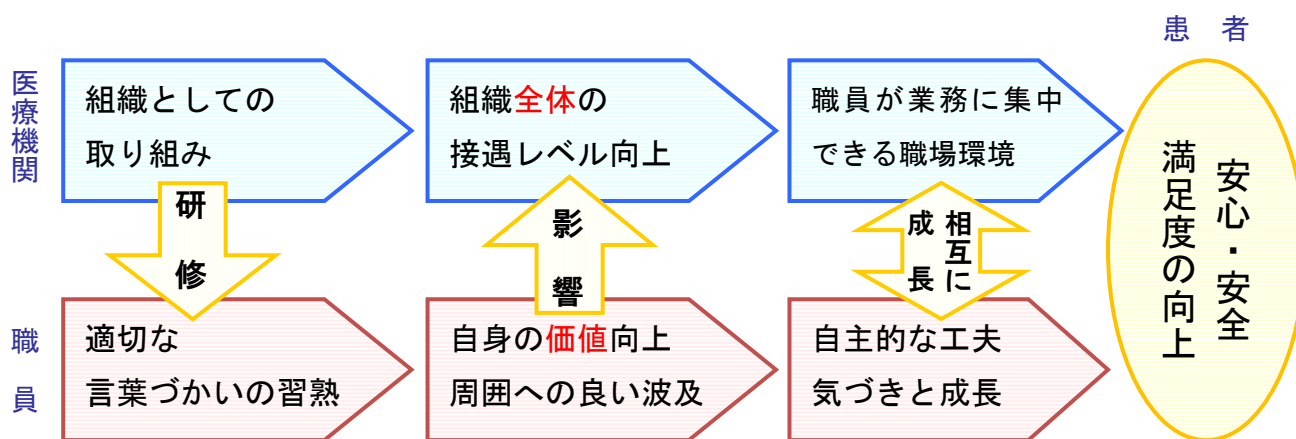 患者
医療機関
組織としての
取り組み
組織全体の
接遇レベル向上
職員が業務に集中
できる職場環境
研修
影響
相互に
成長
安心・安全
満足度の向上
職員
適切な
言葉づかいの習熟
自身の価値向上
周囲への良い波及
自主的な工夫
気づきと成長